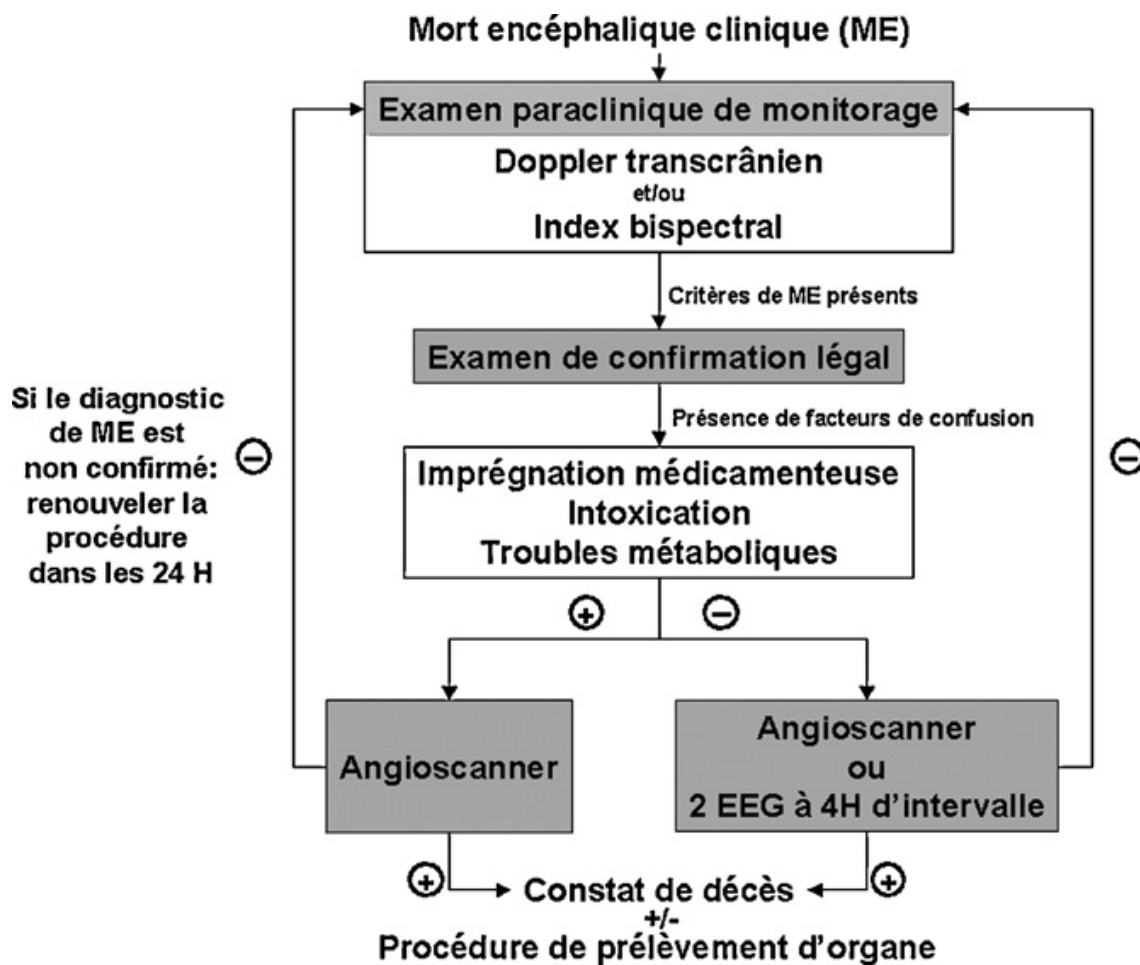 Mort encéphalique clinique (ME)
Examen paraclinique de monitorage
Doppler transcrânien
et/ou
Index bispectral
Critères de ME présents
Examen de confirmation légal
Présence de facteurs de confusion
Si le diagnostic
de ME est
non confirmé:
renouveler la
procédure
dans les 24 H
−
−
Imprégnation médicamenteuse
Intoxication
Troubles métaboliques
+
−
Angioscanner
Angioscanner
ou
2 EEG à 4H d'intervalle
+
+
Constat de décès
+/-
Procédure de prélèvement d'organe